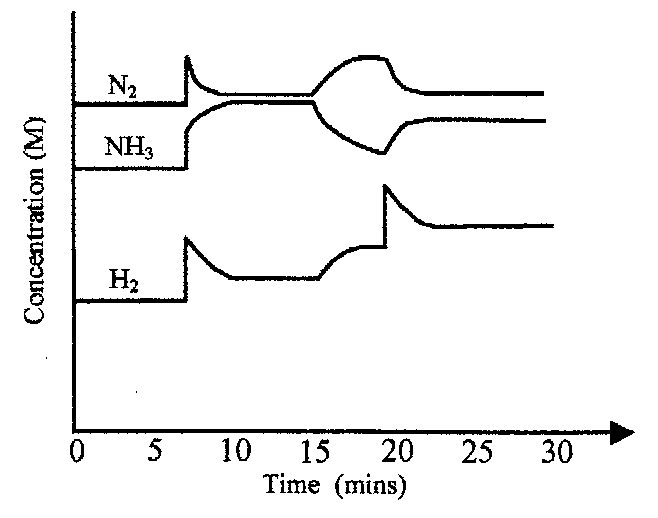 Concentration (M)
N₂
NH₃
H₂
0 5 10 15 20 25 30
Time (mins)